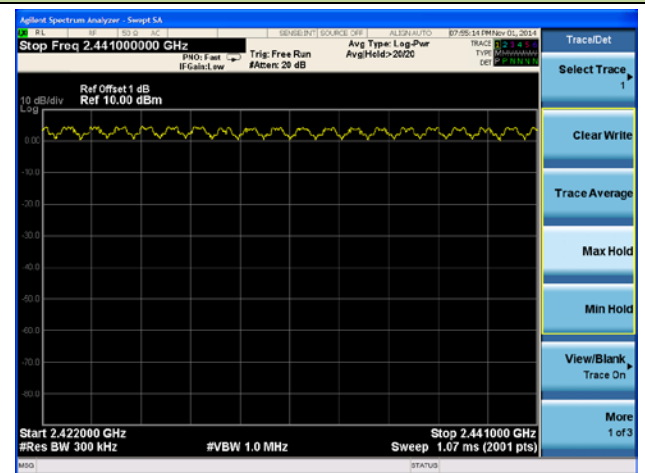 Agilent Spectrum Analyzer - Swept SA
RL RF 50 Ω AC SENSE:INT SOURCE OFF ALIGN AUTO 07:55:14 PM Nov 01, 2014
Stop Freq 2.441000000 GHz
PNO: Fast
IFGain:Low
Trig: Free Run
#Atten: 20 dB
Avg Type: Log-Pwr
Avg|Hold:>20/20
TRACE 1 2 3 4 5 6
TYPE
DET P P N N N N
Ref Offset 1 dB
10 dB/div Ref 10.00 dBm
Log
0.00
-10.0
-20.0
-30.0
-40.0
-50.0
-60.0
-70.0
-80.0
Start 2.422000 GHz
Stop 2.441000 GHz
#Res BW 300 kHz
#VBW 1.0 MHz
Sweep 1.07 ms (2001 pts)
MSG
STATUS
Trace/Det
Select Trace
1
Clear Write
Trace Average
Max Hold
Min Hold
View/Blank
Trace On
More
1 of 3